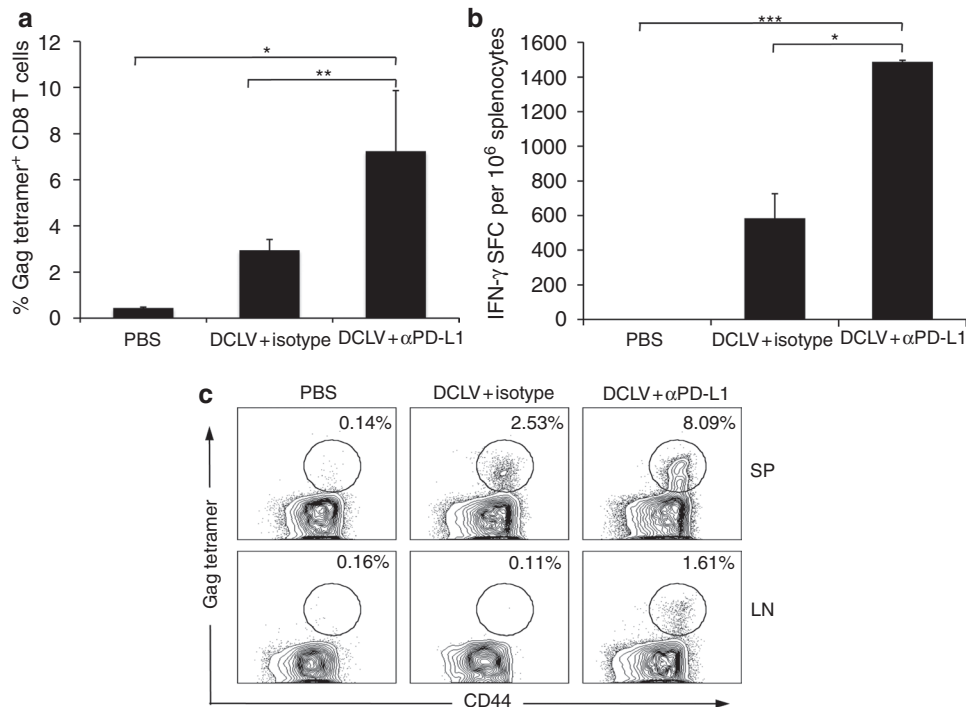 a
% Gag tetramer+ CD8 T cells
12
10
8
6
4
2
0
*
**
PBS
DCLV+isotype
DCLV+αPD-L1
b
IFN-γ SFC per 10⁶ splenocytes
1600
1400
1200
1000
800
600
400
200
0
***
*
PBS
DCLV+isotype
DCLV+αPD-L1
c
PBS
DCLV+isotype
DCLV+αPD-L1
0.14%
2.53%
8.09%
SP
0.16%
0.11%
1.61%
LN
Gag tetramer
CD44